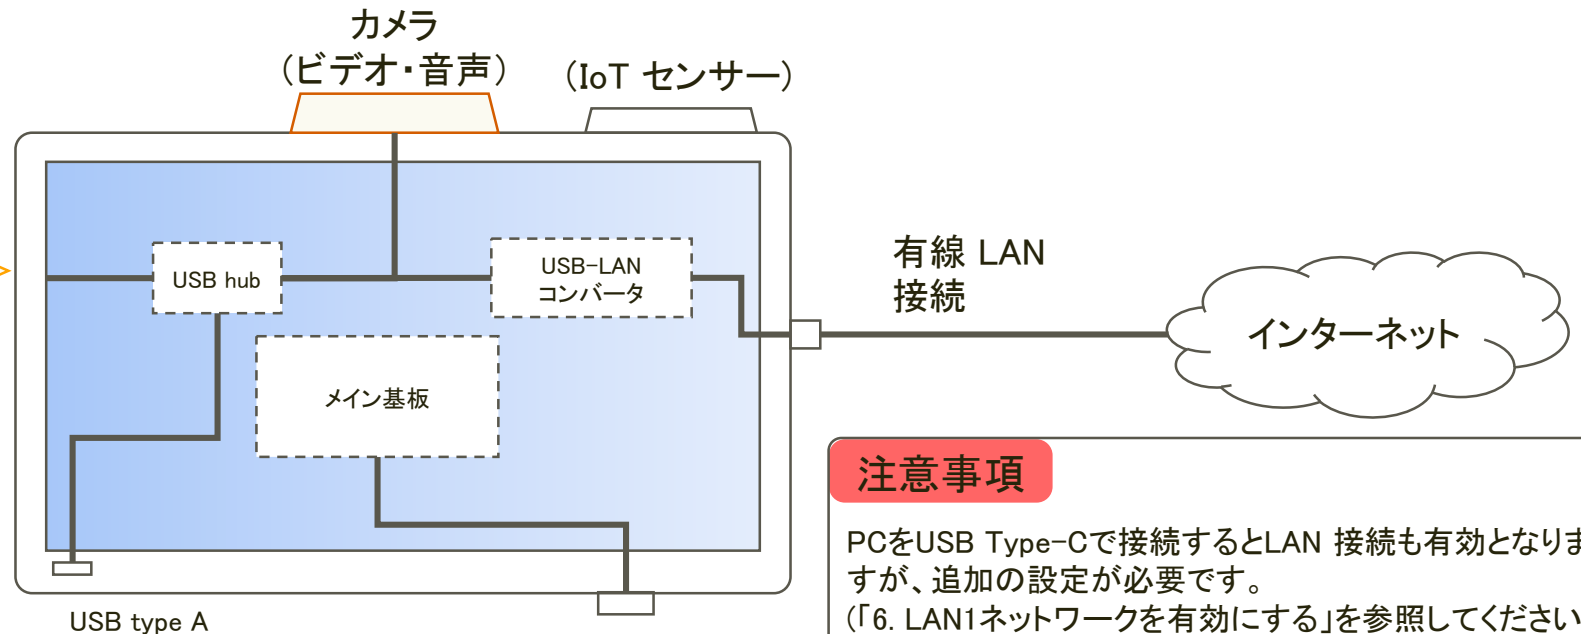 カメラ
（ビデオ・音声）
（IoT センサー）
USB hub
USB-LAN
コンバータ
メイン基板
有線 LAN
接続
インターネット
注意事項
PCをUSB Type-Cで接続するとLAN 接続も有効となりま
すが、追加の設定が必要です。
（「6. LAN1ネットワークを有効にする」を参照してください
USB type A